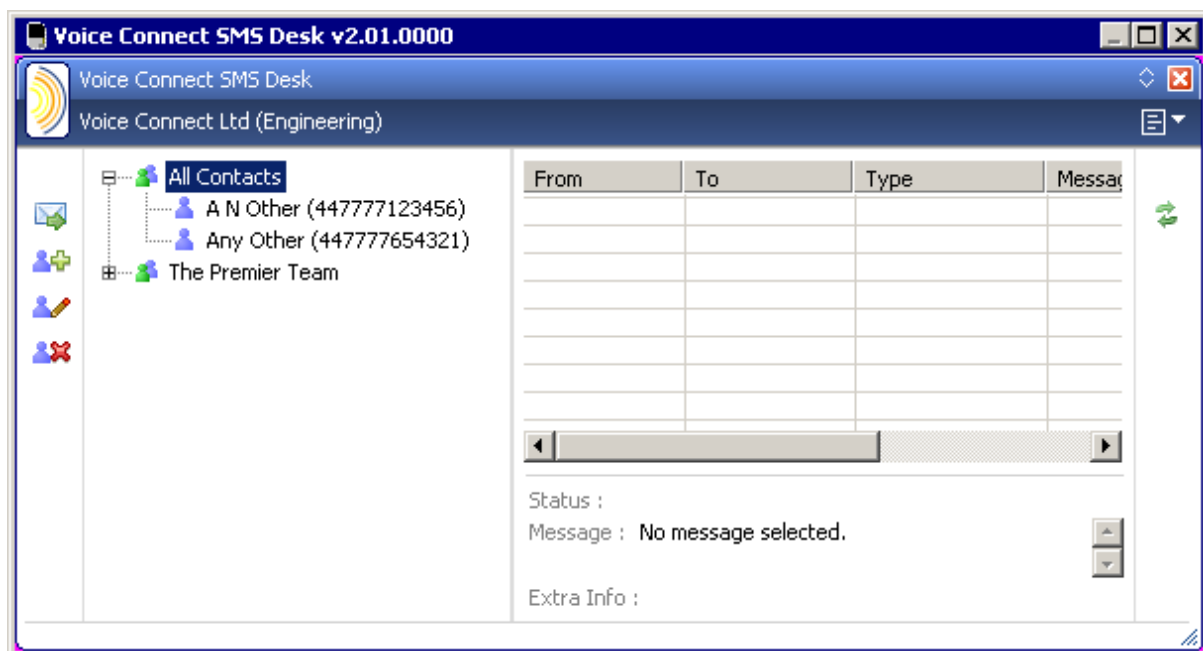 Voice Connect SMS Desk v2.01.0000
Voice Connect SMS Desk
Voice Connect Ltd (Engineering)
All Contacts
A N Other (447777123456)
Any Other (447777654321)
The Premier Team
From To Type Messag
Status :
Message : No message selected.
Extra Info :